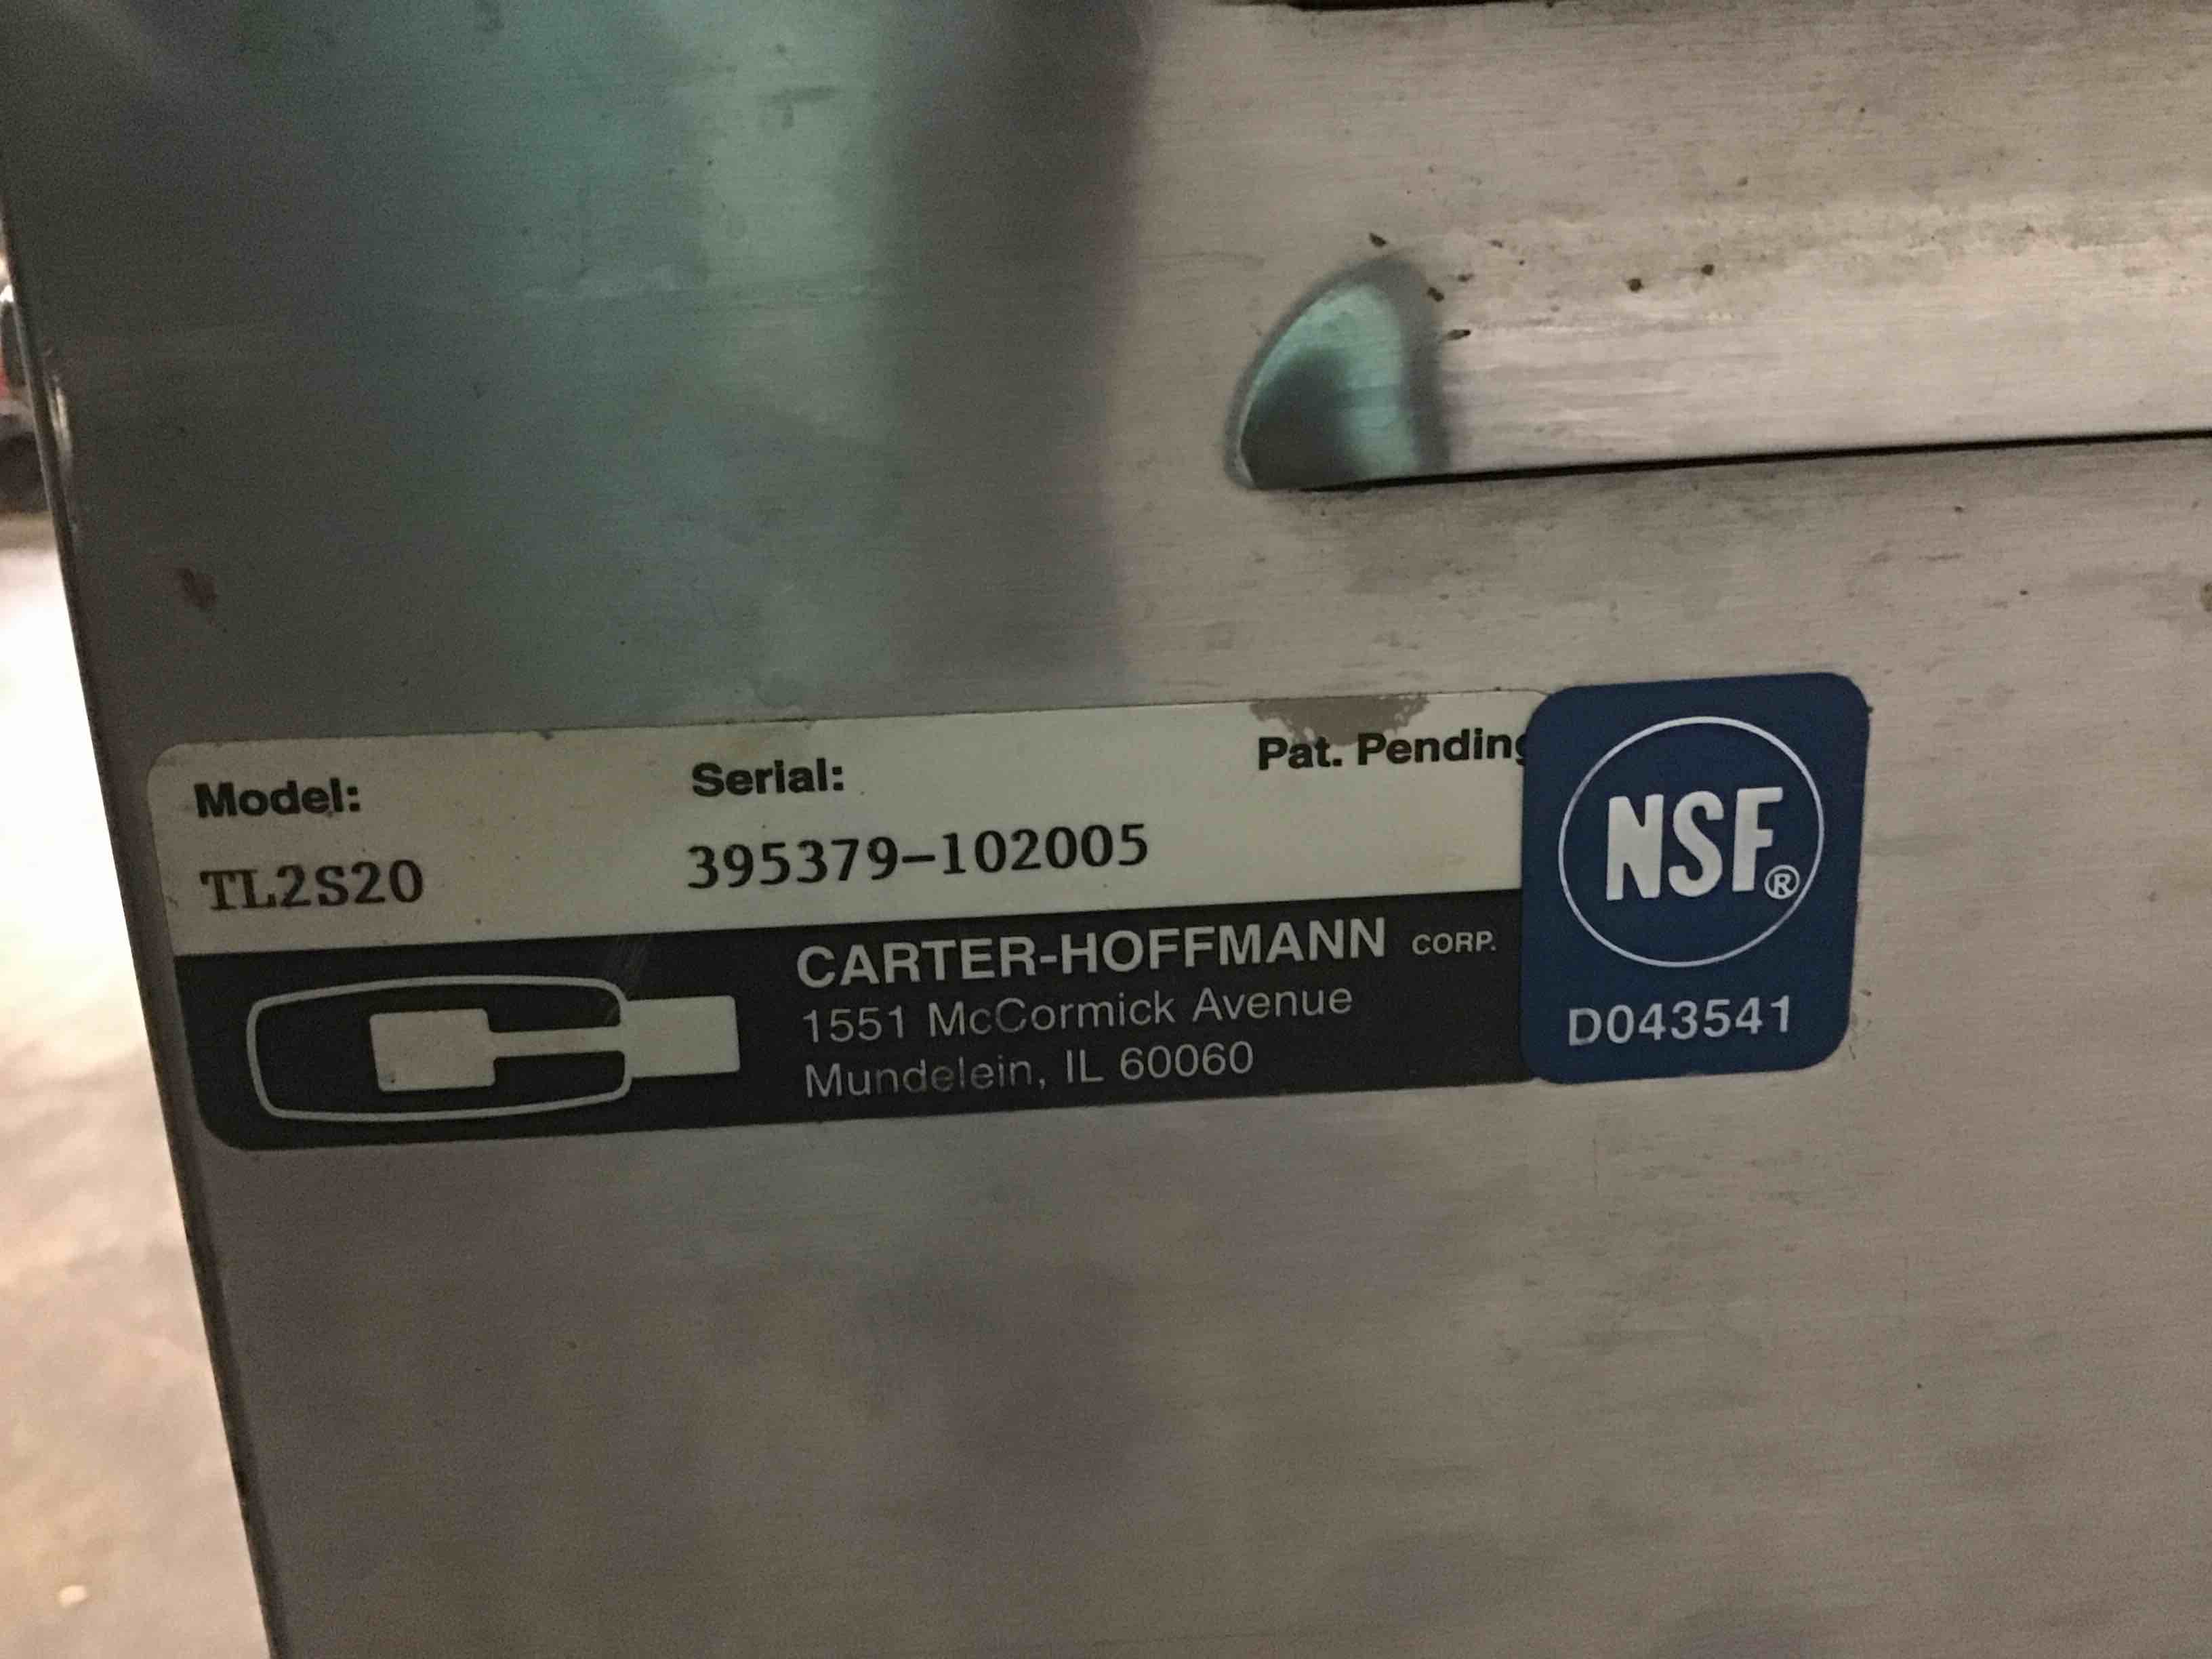 Model:
Serial:
Pat. Pending
TL2S20
395379-102005
CARTER-HOFFMANN CORP.
1551 McCormick Avenue
Mundelein, IL 60060
NSF®
D043541